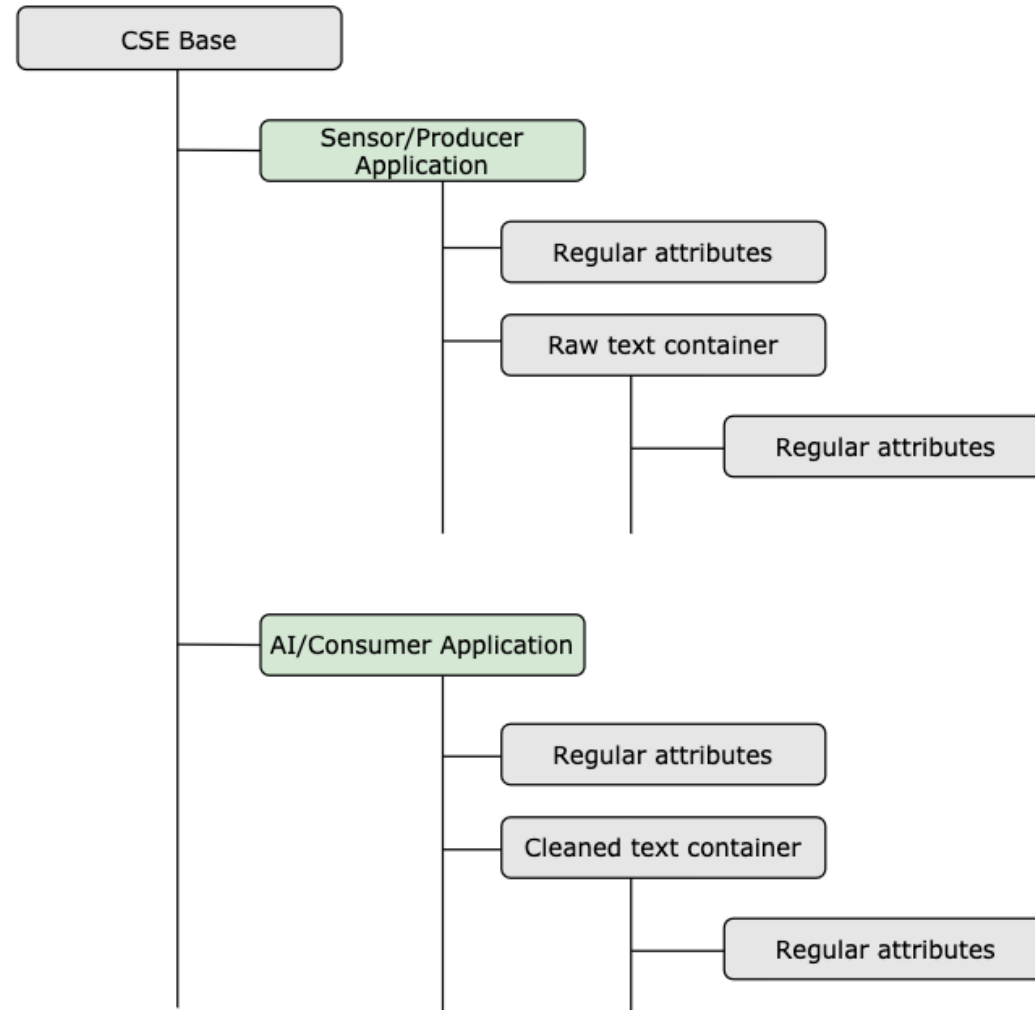 CSE Base
Sensor/Producer
Application
Regular attributes
Raw text container
Regular attributes
AI/Consumer Application
Regular attributes
Cleaned text container
Regular attributes